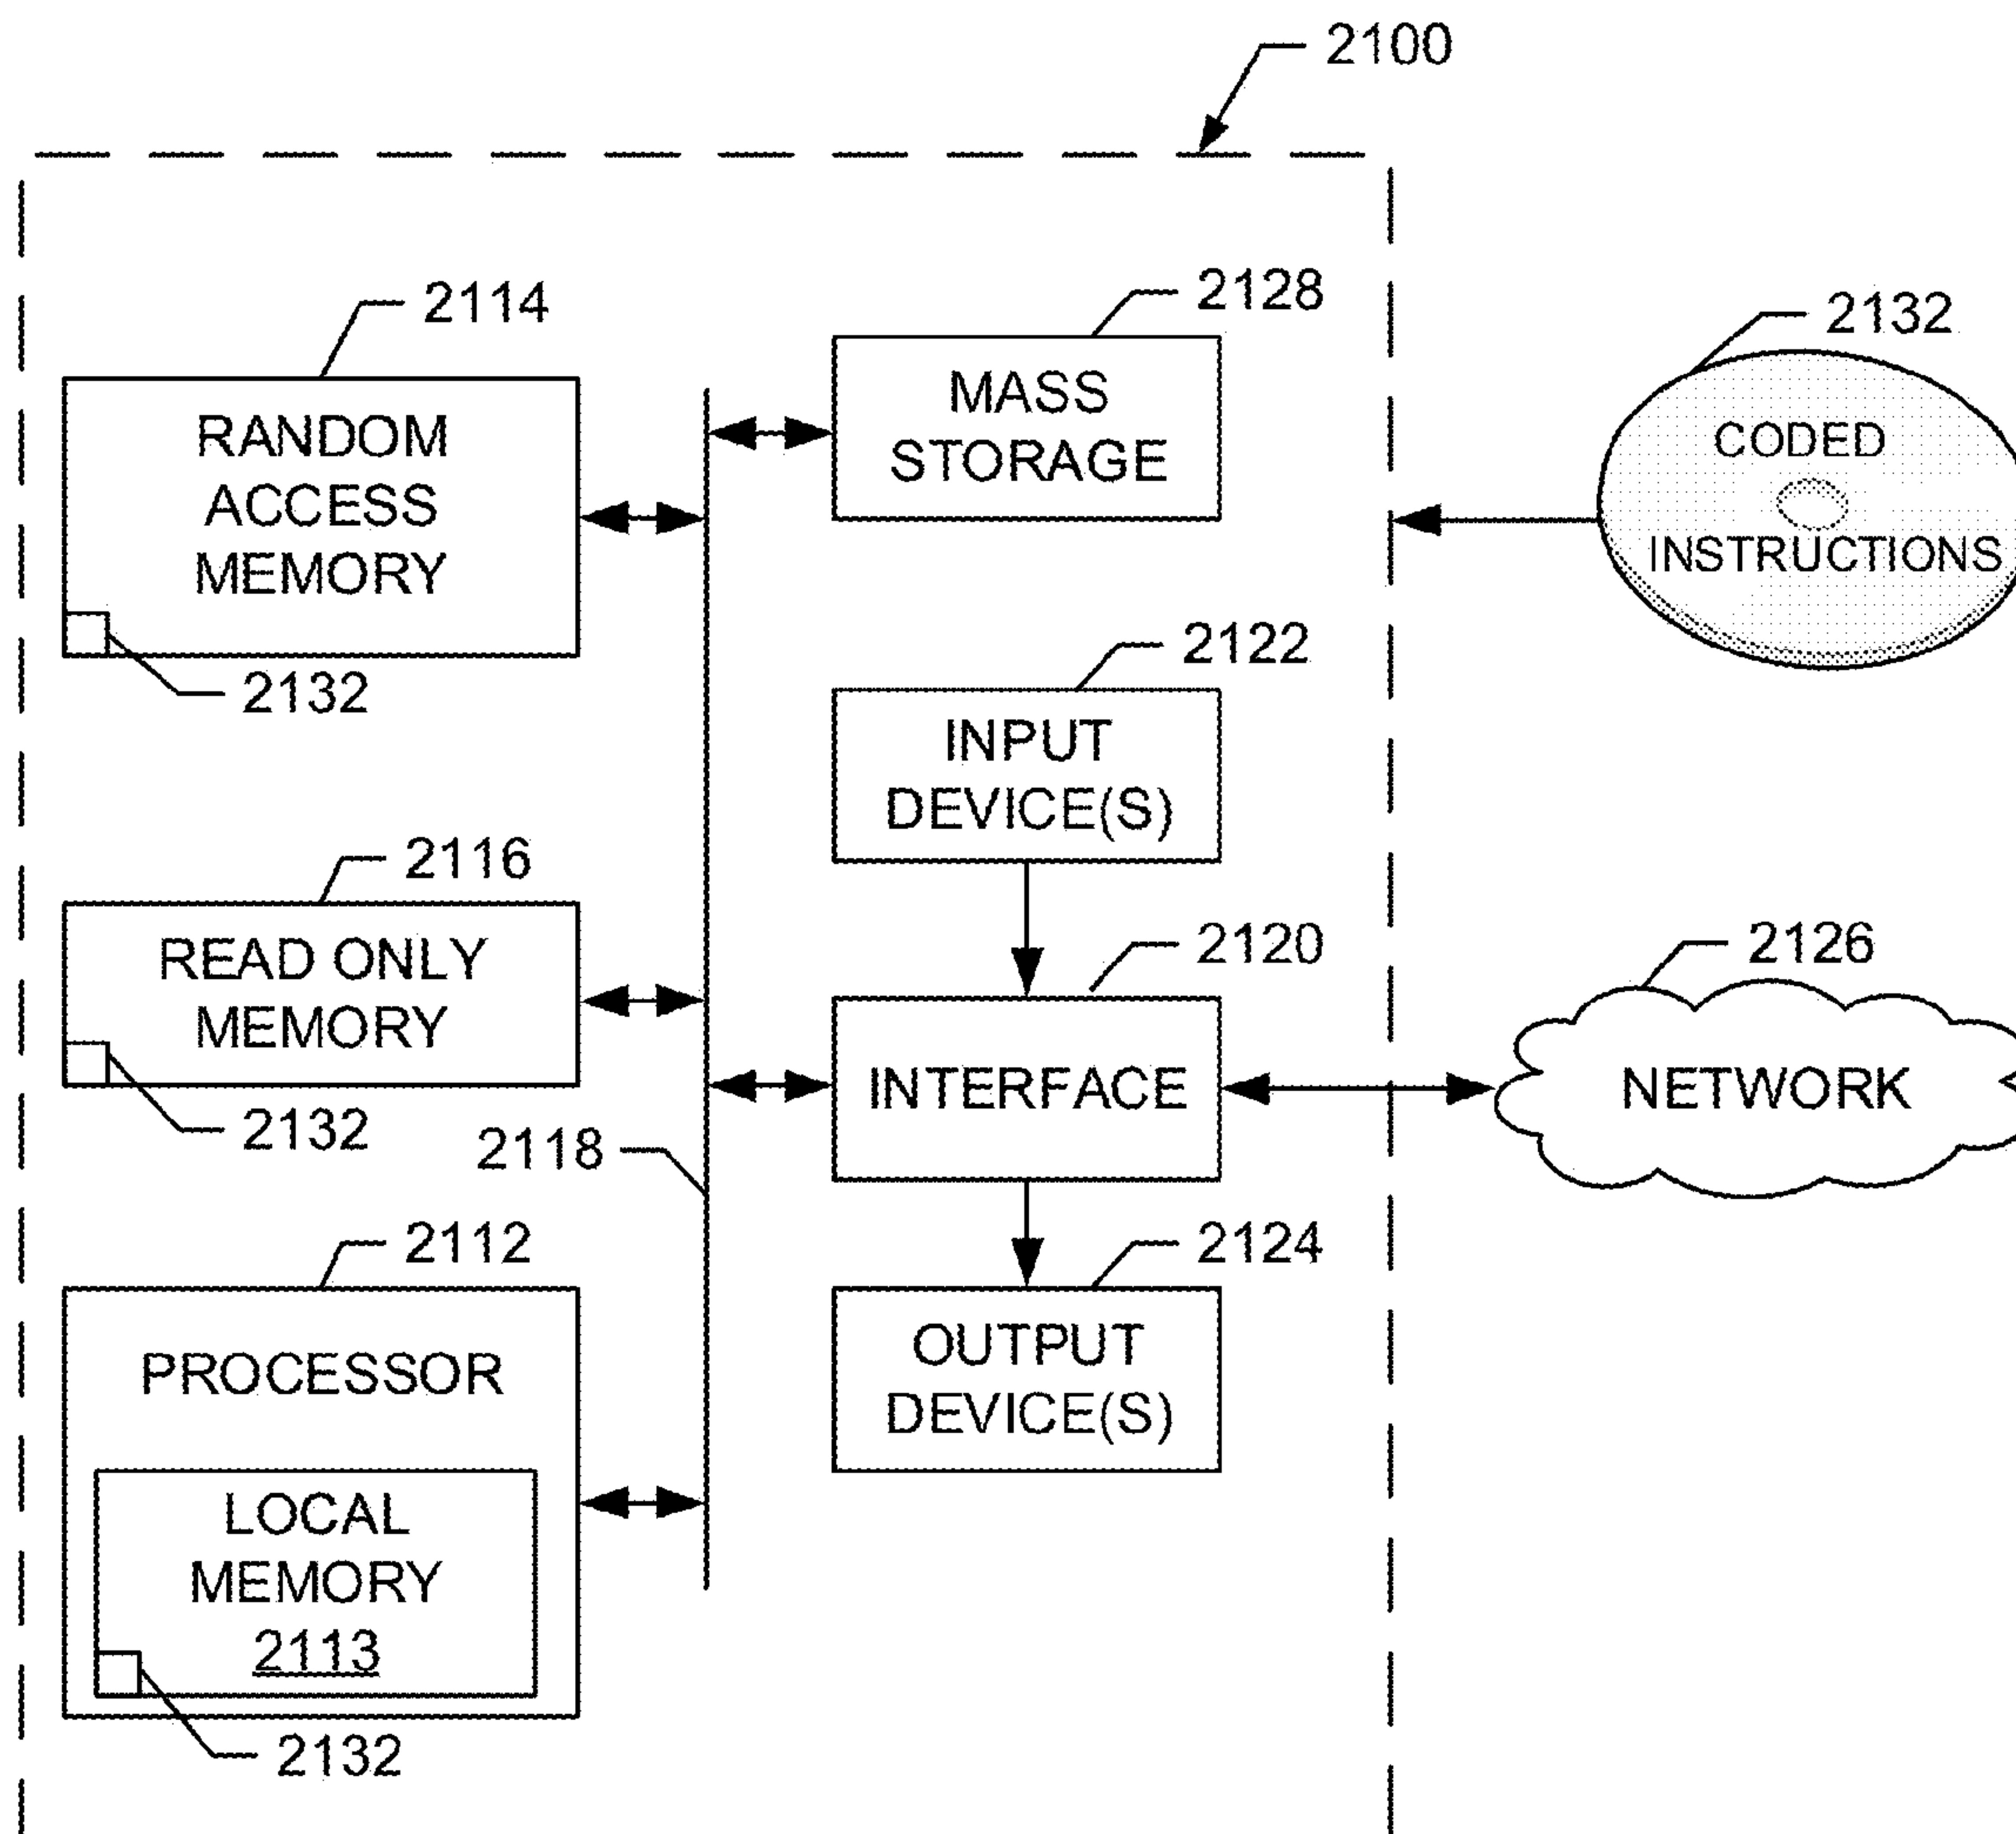 2100
2114
RANDOM
ACCESS
MEMORY
2132
2128
MASS
STORAGE
2132
CODED
INSTRUCTIONS
2122
INPUT
DEVICE(S)
2116
READ ONLY
MEMORY
2132
2118
2120
INTERFACE
2126
NETWORK
2112
PROCESSOR
LOCAL
MEMORY
2113
2132
2124
OUTPUT
DEVICE(S)